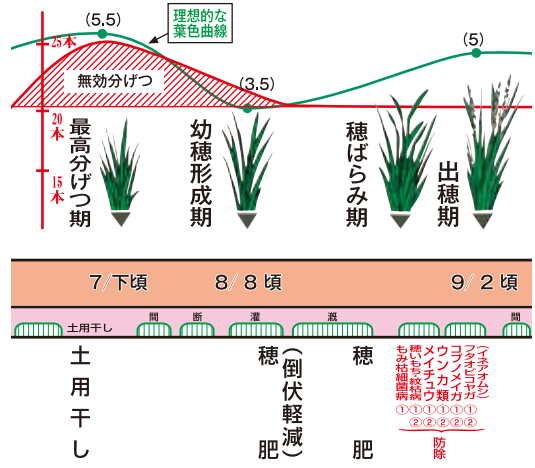 (5.5)
理想的な
葉色曲線
25本
無効分げつ
(3.5)
(5)
20本
15本
最高分げつ期
幼穂形成期
穂ばらみ期
出穂期
7/下頃
8/8頃
9/2頃
土用干し
間
断
灌
漑
間
土用干し
穂肥
(倒伏軽減)
穂肥
(イネアオムシ)
フタオビコヤガ
コブノメイガ ①②
ウンカ類 ①②
メイチュウ ①②
穂いもち・紋枯病 ①②
もみ枯細菌病 ①
防除